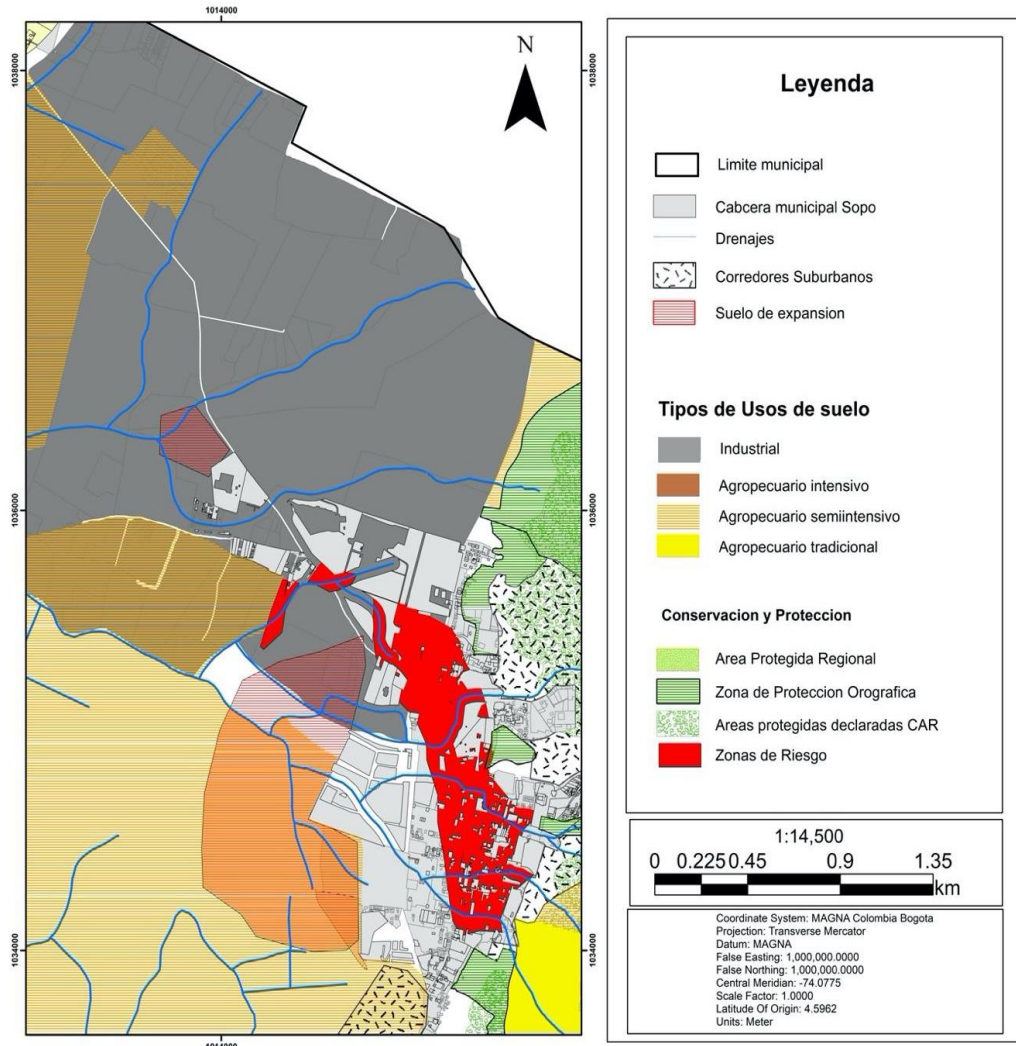 1014000
1038000
1038000
N
1036000
1036000
1034000
1034000
1014000
Leyenda
Limite municipal
Cabcera municipal Sopo
Drenajes
Corredores Suburbanos
Suelo de expansion
Tipos de Usos de suelo
Industrial
Agropecuario intensivo
Agropecuario semiintensivo
Agropecuario tradicional
Conservacion y Proteccion
Area Protegida Regional
Zona de Proteccion Orografica
Areas protegidas declaradas CAR
Zonas de Riesgo
1:14,500
0 0.225 0.45 0.9 1.35
km
Coordinate System: MAGNA Colombia Bogota
Projection: Transverse Mercator
Datum: MAGNA
False Easting: 1,000,000.0000
False Northing: 1,000,000.0000
Central Meridian: -74.0775
Scale Factor: 1.0000
Latitude Of Origin: 4.5962
Units: Meter